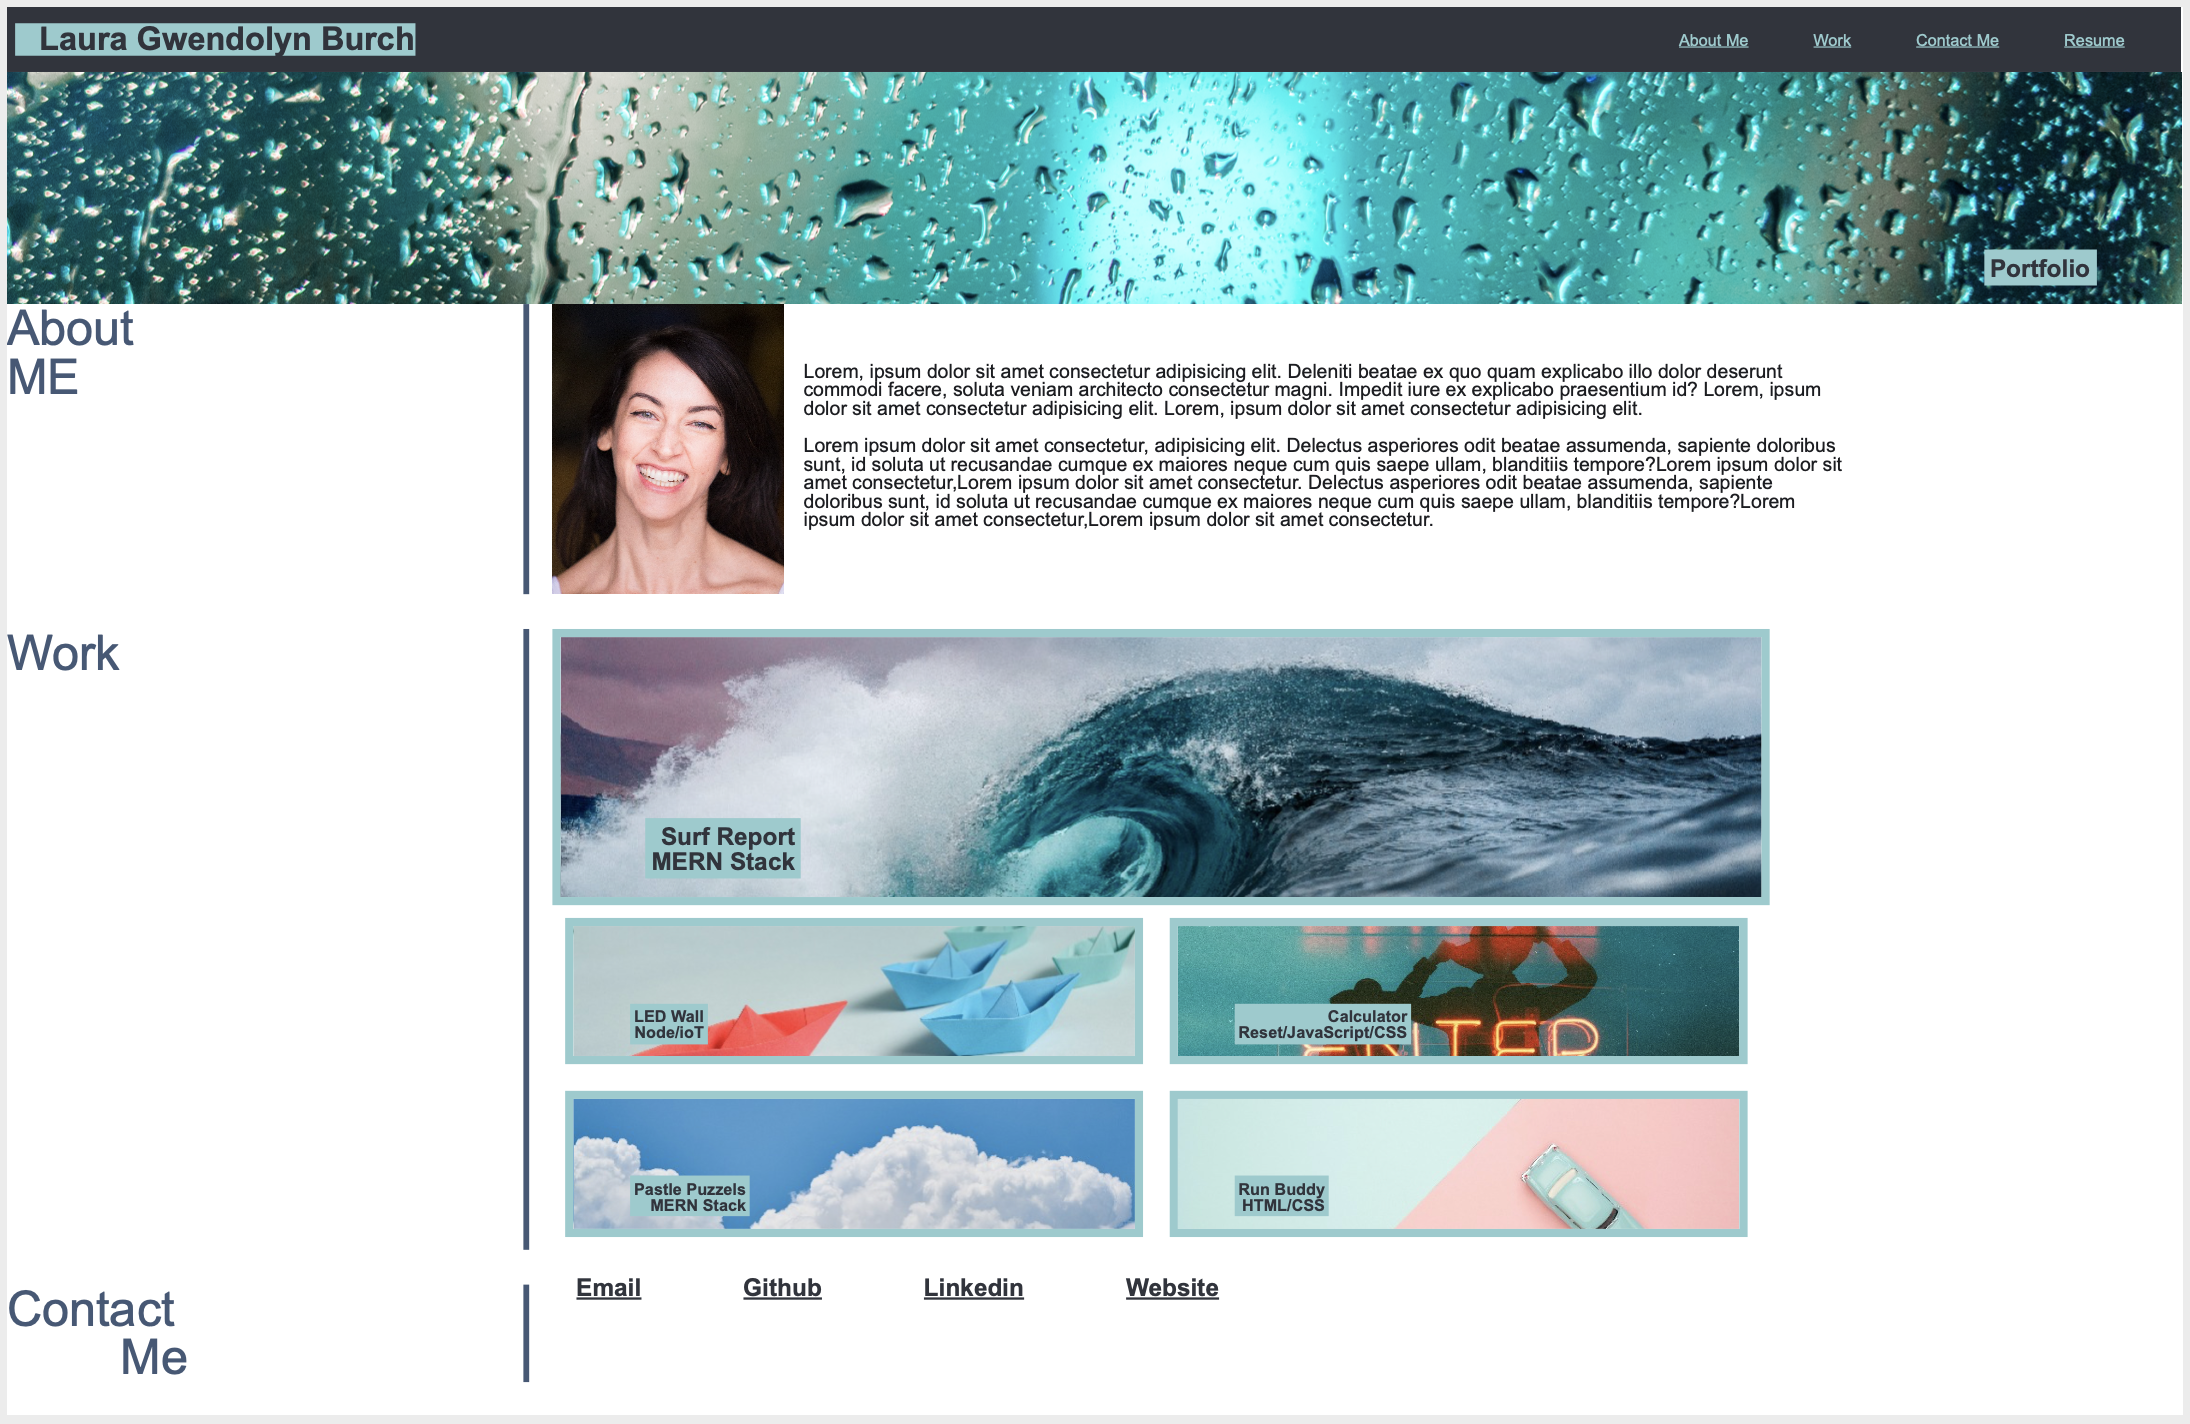 Laura Gwendolyn Burch
About Me Work Contact Me Resume
Portfolio
About
ME
Lorem, ipsum dolor sit amet consectetur adipisicing elit. Deleniti beatae ex quo quam explicabo illo dolor deserunt
commodi facere, soluta veniam architecto consectetur magni. Impedit iure ex explicabo praesentium id? Lorem, ipsum
dolor sit amet consectetur adipisicing elit. Lorem, ipsum dolor sit amet consectetur adipisicing elit.
Lorem ipsum dolor sit amet consectetur, adipisicing elit. Delectus asperiores odit beatae assumenda, sapiente doloribus
sunt, id soluta ut recusandae cumque ex maiores neque cum quis saepe ullam, blanditiis tempore?Lorem ipsum dolor sit
amet consectetur,Lorem ipsum dolor sit amet consectetur. Delectus asperiores odit beatae assumenda, sapiente
doloribus sunt, id soluta ut recusandae cumque ex maiores neque cum quis saepe ullam, blanditiis tempore?Lorem
ipsum dolor sit amet consectetur,Lorem ipsum dolor sit amet consectetur.
Work
Surf Report
MERN Stack
LED Wall
Node/ioT
Calculator
Reset/JavaScript/CSS
ENTER
Pastle Puzzels
MERN Stack
Run Buddy
HTML/CSS
Contact
Me
Email Github Linkedin Website